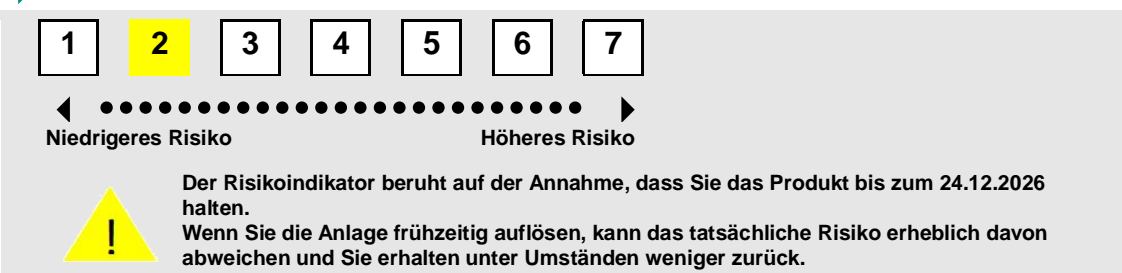 1 2 3 4 5 6 7
Niedrigeres Risiko Höheres Risiko
Der Risikoindikator beruht auf der Annahme, dass Sie das Produkt bis zum 24.12.2026
halten.
Wenn Sie die Anlage frühzeitig auflösen, kann das tatsächliche Risiko erheblich davon
abweichen und Sie erhalten unter Umständen weniger zurück.
!